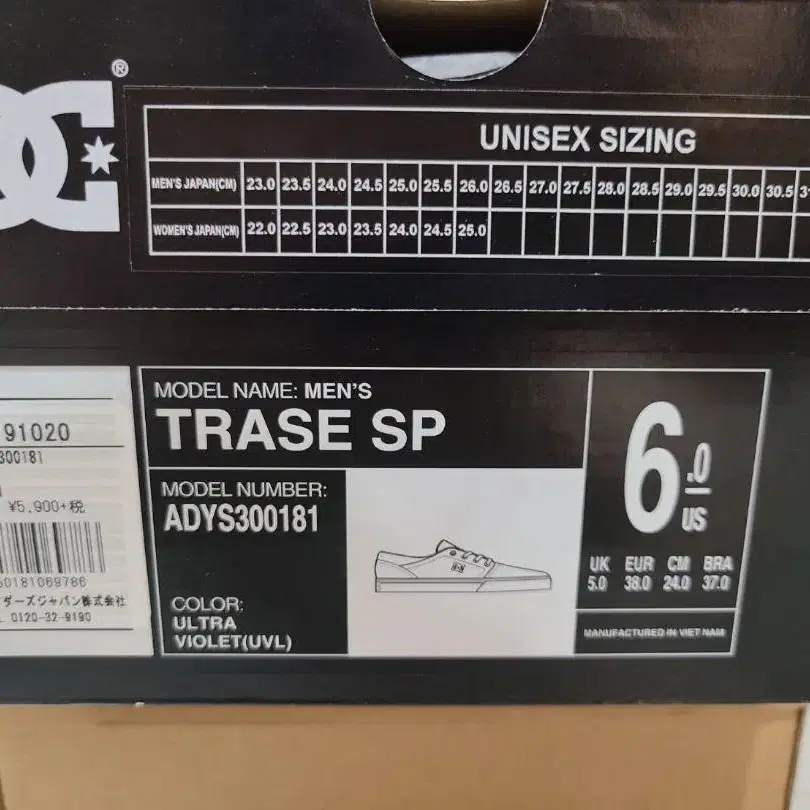 DC®
UNISEX SIZING
MEN'S JAPAN(CM) 23.0 23.5 24.0 24.5 25.0 25.5 26.0 26.5 27.0 27.5 28.0 28.5 29.0 29.5 30.0 30.5
WOMEN'S JAPAN(CM) 22.0 22.5 23.0 23.5 24.0 24.5 25.0
MODEL NAME: MEN'S
TRASE SP
MODEL NUMBER:
ADYS300181
COLOR:
ULTRA
VIOLET(UVL)
6.0
US
UK EUR CM BRA
5.0 38.0 24.0 37.0
MANUFACTURED IN VIET NAM
91020
300181
¥5,900+税
0181069786
ダーズジャパン株式会社
0120-32-9190